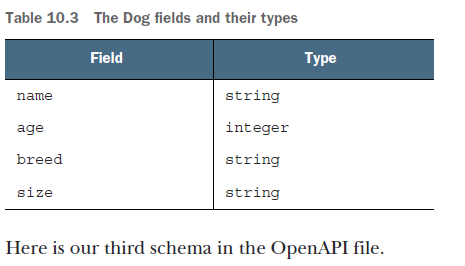 Table 10.3 The Dog fields and their types
Field Type
name string
age integer
breed string
size string
Here is our third schema in the OpenAPI file.